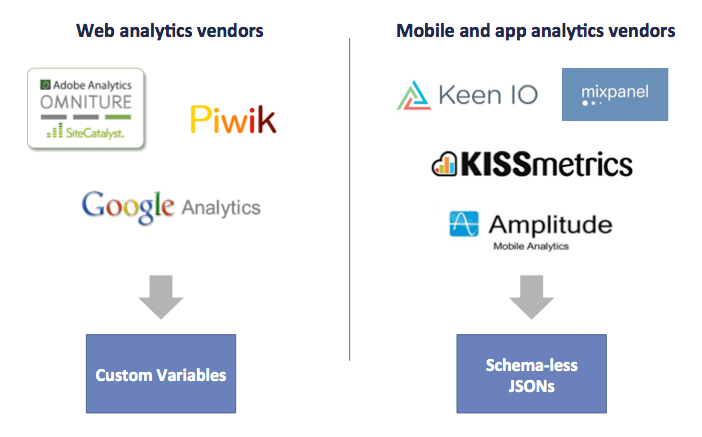 Web analytics vendors
Adobe Analytics
OMNITURE
SiteCatalyst.
Piwik
Google Analytics
Custom Variables
Mobile and app analytics vendors
Keen IO
mixpanel
KISSmetrics
Amplitude
Mobile Analytics
Schema-less
JSONs